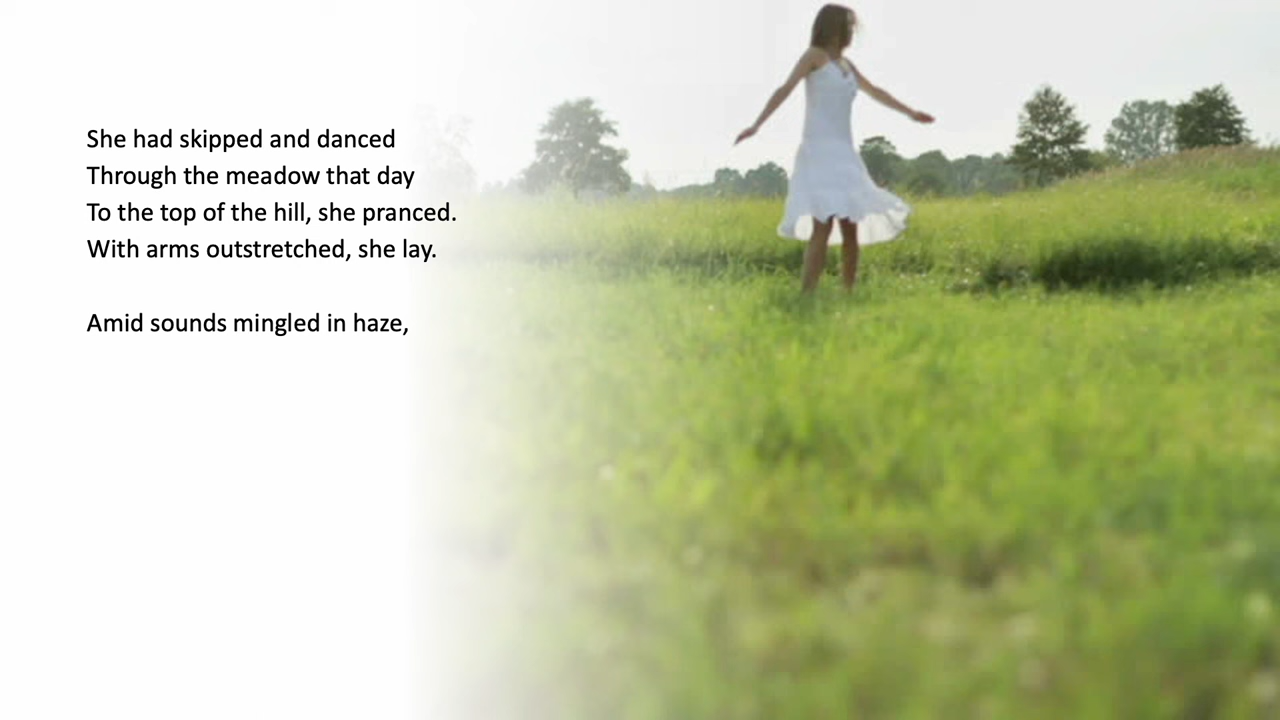 She had skipped and danced
Through the meadow that day
To the top of the hill, she pranced.
With arms outstretched, she lay.
Amid sounds mingled in haze,